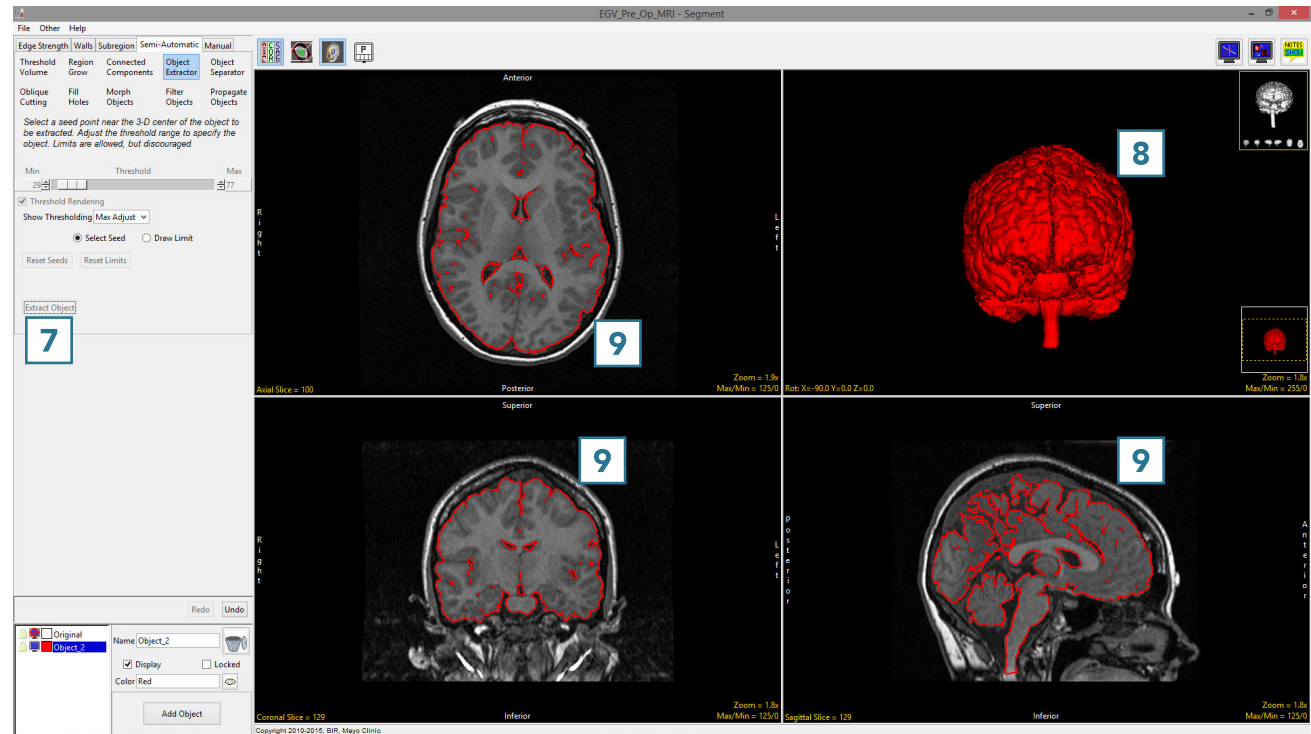 EGV_Pre_Op_MRI - Segment
File Other Help
Edge Strength Walls Subregion Semi-Automatic Manual
Threshold Volume Region Grow Connected Components Object Extractor Object Separator
Oblique Cutting Fill Holes Morph Objects Filter Objects Propagate Objects
Select a seed point near the 3-D center of the object to
be extracted. Adjust the threshold range to specify the
object. Limits are allowed, but discouraged.
Min Threshold Max
29 77
Threshold Rendering
Show Thresholding Max Adjust
Select Seed Draw Limit
Reset Seeds Reset Limits
Extract Object
7
Redo Undo
Original
Object_2
Name Object_2
Display Locked
Color Red
Add Object
P
NOTES
SHOW
Anterior
Right
Left
9
Axial Slice = 100
Posterior
Zoom = 1.9x
Max/Min = 125/0
8
Rot: X=-90.0 Y=0.0 Z=0.0
Zoom = 1.8x
Max/Min = 255/0
Superior
9
Right
Left
Coronal Slice = 129
Inferior
Zoom = 1.8x
Max/Min = 125/0
Superior
9
Posterior
Anterior
Sagittal Slice = 129
Inferior
Zoom = 1.8x
Max/Min = 125/0
Copyright 2010-2015, BIR, Mayo Clinic